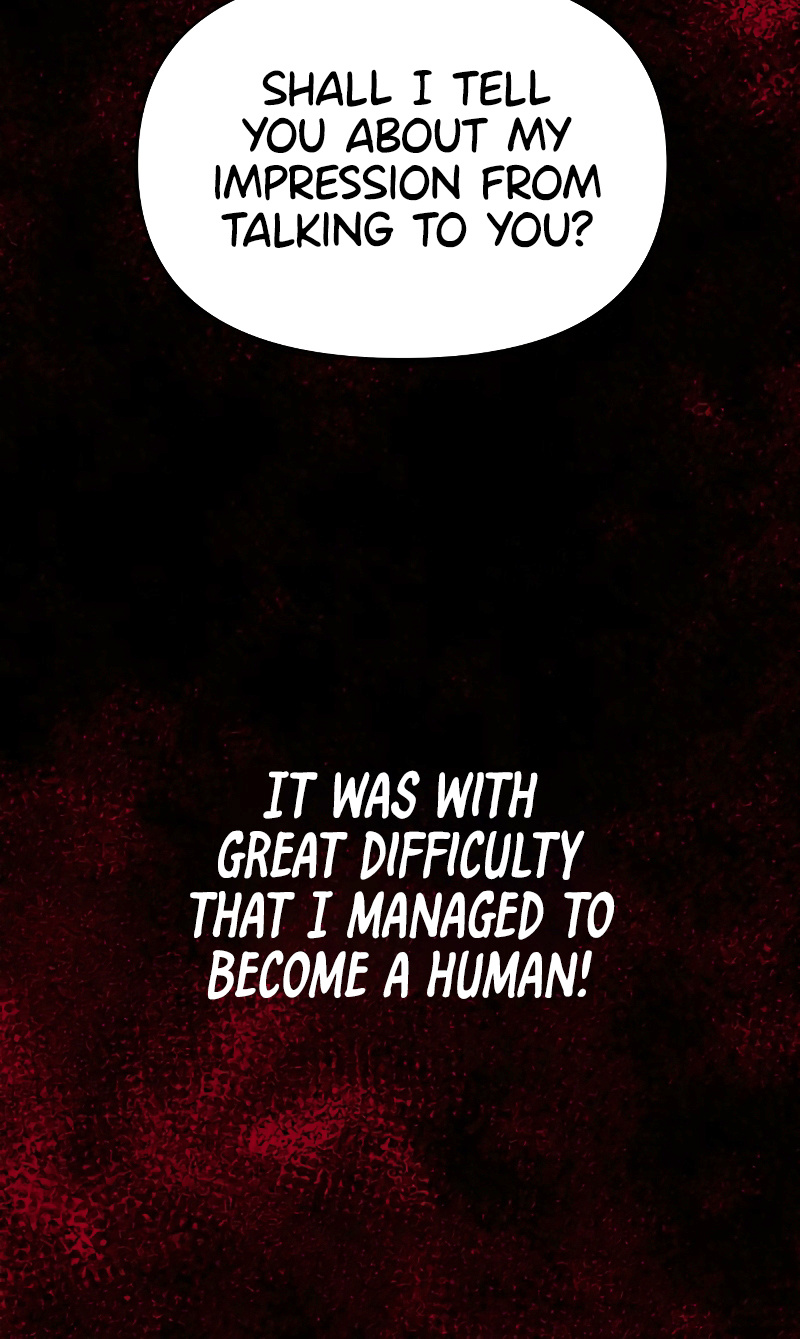 SHALL I TELL
YOU ABOUT MY
IMPRESSION FROM
TALKING TO YOU?
IT WAS WITH
GREAT DIFFICULTY
THAT I MANAGED TO
BECOME A HUMAN!